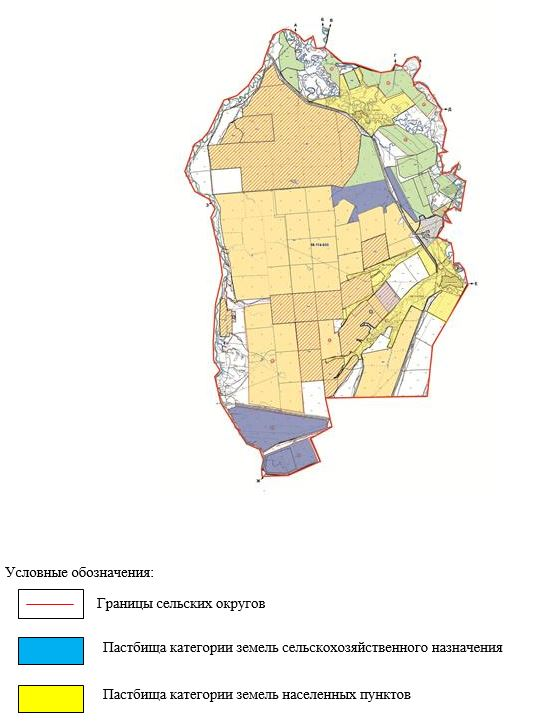 А
Б
В
Г
Д
Е
Ж
Условные обозначения:
Границы сельских округов
Пастбища категории земель сельскохозяйственного назначения
Пастбища категории земель населенных пунктов